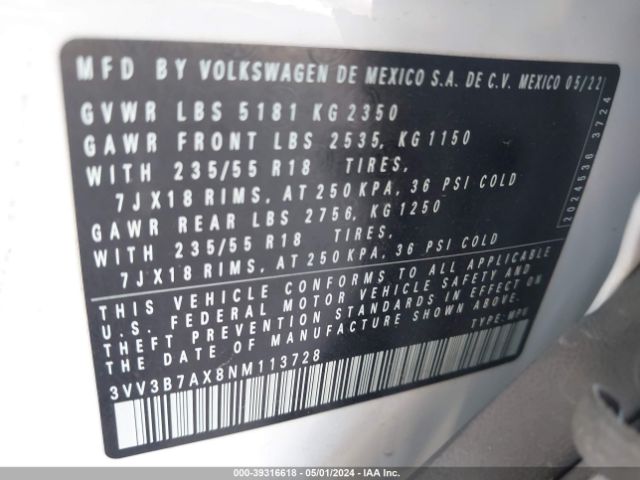 MFD BY VOLKSWAGEN DE MEXICO S.A. DE C.V. MEXICO 05/22
GVWR LBS 5181 KG 2350
GAWR FRONT LBS 2535, KG 1150
WITH 235/55 R18 TIRES,
7JX18 RIMS, AT 250 KPA, 36 PSI COLD
GAWR REAR LBS 2756, KG 1250
WITH 235/55 R18 TIRES,
7JX18 RIMS, AT 250 KPA, 36 PSI COLD
THIS VEHICLE CONFORMS TO ALL APPLICABLE
U.S. FEDERAL MOTOR VEHICLE SAFETY AND
THEFT PREVENTION STANDARDS IN EFFECT ON
THE DATE OF MANUFACTURE SHOWN ABOVE.
TYPE: MPV
3VV3B7AX8NM113728
2024536 3724
000-39316618 - 05/01/2024 - IAA Inc.